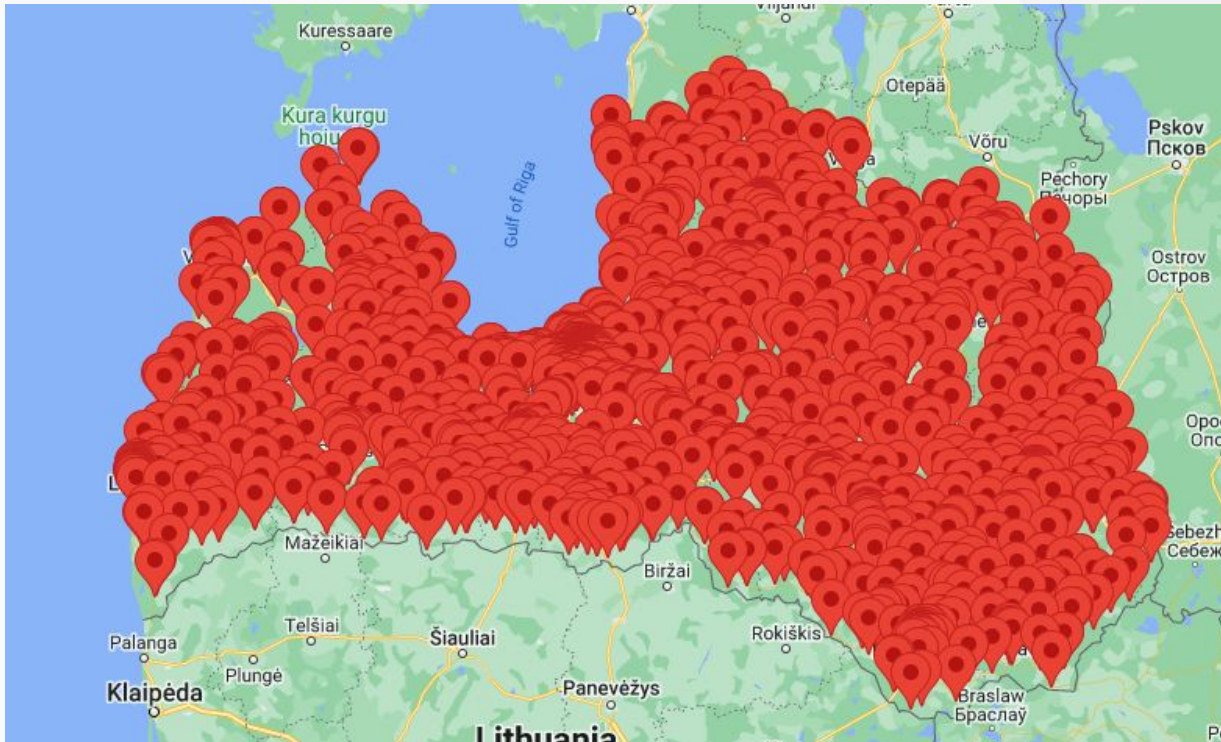 Viljandi
Kuressaare
Otepää
Kura kurgu
hoiu
Pskov
Псков
Võru
Pechory
Печоры
Gulf of Riga
Ostrov
Остров
Sebezh
Себеж
Mažeikiai
Biržai
Telšiai
Šiauliai
Rokiškis
Palanga
Plungė
Klaipėda
Panevėžys
Braslaw
Браслаў
Lithuania